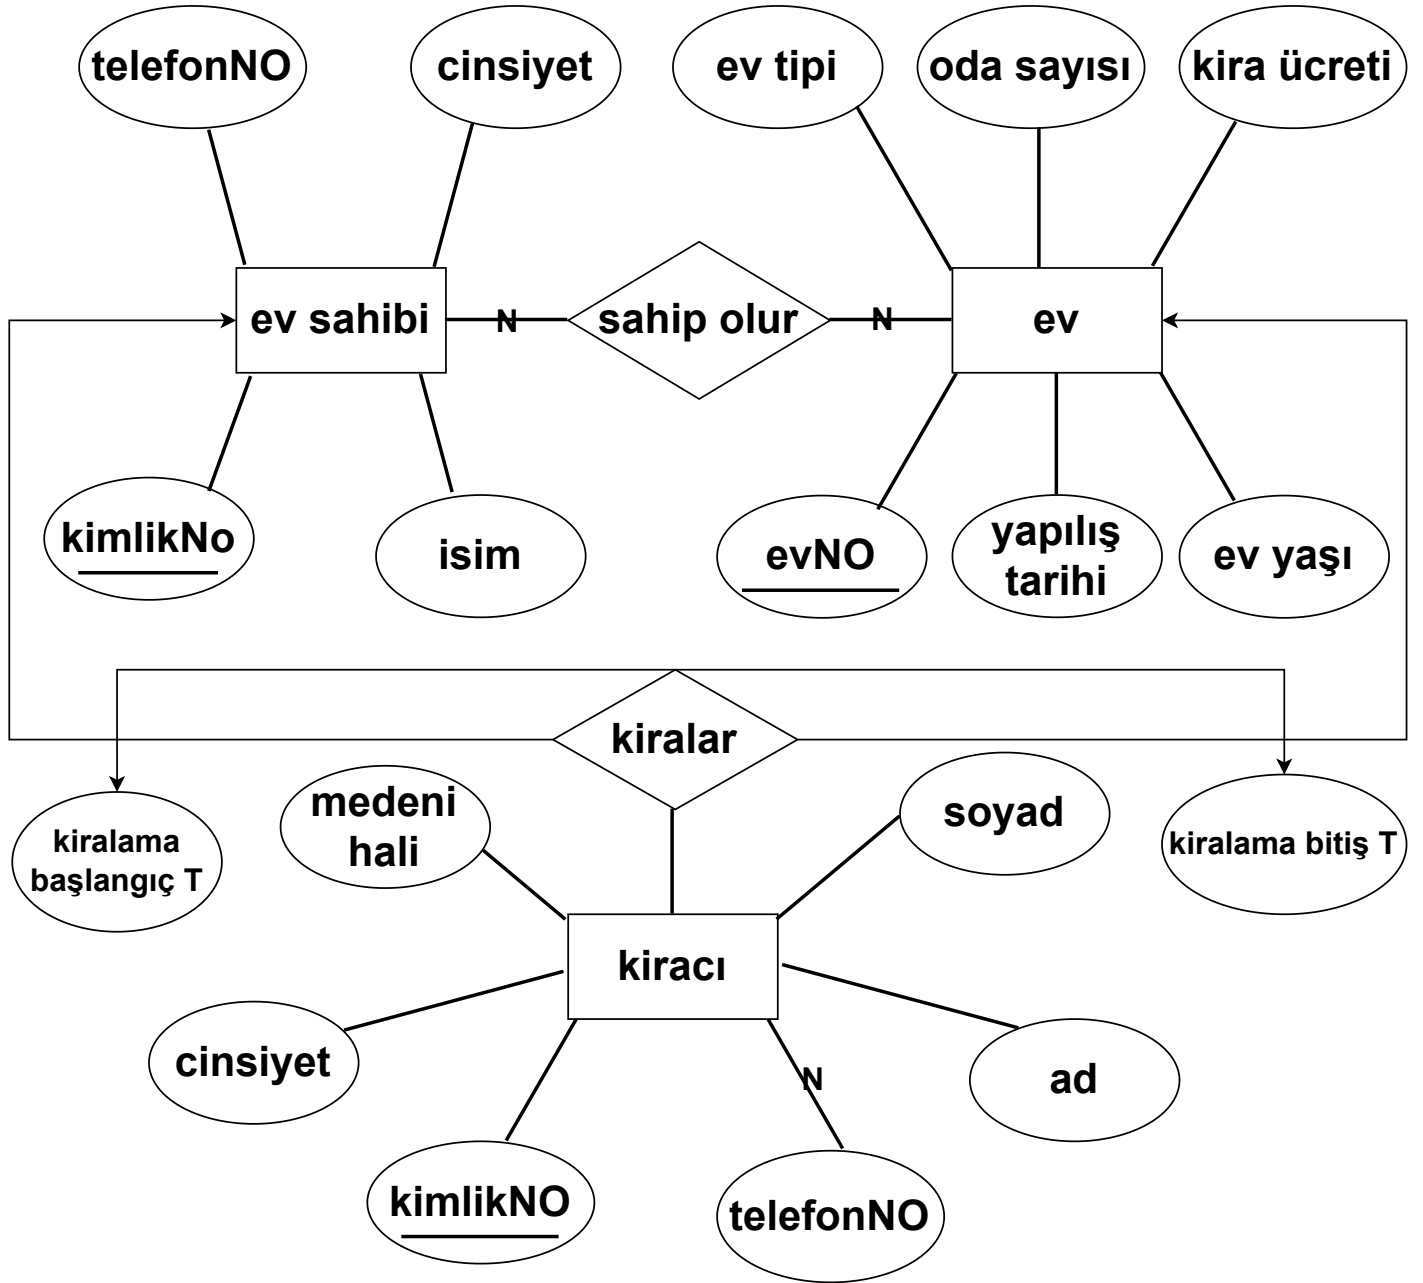 telefonNO
cinsiyet
ev tipi
oda sayısı
kira ücreti
ev sahibi
N
sahip olur
N
ev
kimlikNo
isim
evNO
yapılış
tarihi
ev yaşı
kiralar
medeni
hali
soyad
kiralama
başlangıç T
kiralama bitiş T
kiracı
cinsiyet
N
ad
kimlikNO
telefonNO